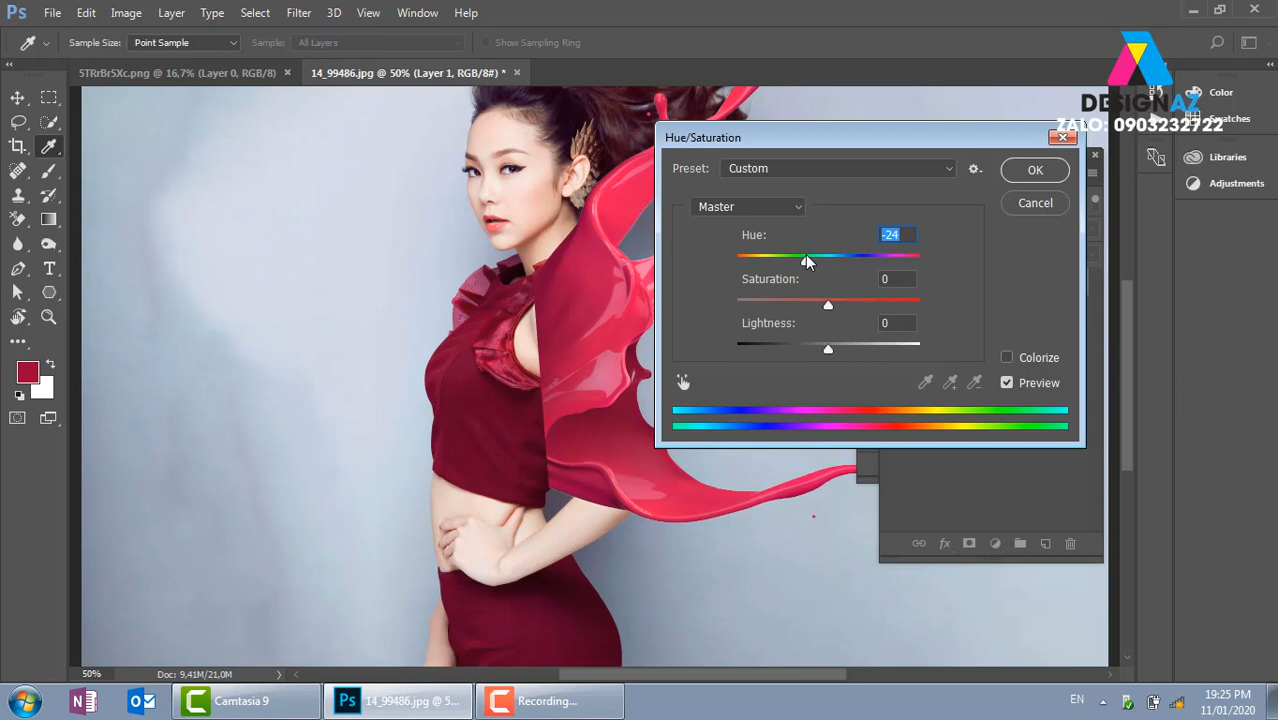 Ps File Edit Image Layer Type Select Filter 3D View Window Help
Sample Size: Point Sample Sample: All Layers Show Sampling Ring
5TRrBr5Xc.png @ 16,7% (Layer 0, RGB/8) × 14_99486.jpg @ 50% (Layer 1, RGB/8#) * ×
DESIGNAZ
ZALO: 0903232722
Color
Swatches
Libraries
Adjustments
Hue/Saturation
Preset: Custom OK
Cancel
Master
Hue: -24
Saturation: 0
Lightness: 0
Colorize
Preview
fx
50% Doc: 9,41M/21,0M
Camtasia 9
Ps 14_99486.jpg @ 5...
Recording...
EN
19:25 PM
11/01/2020